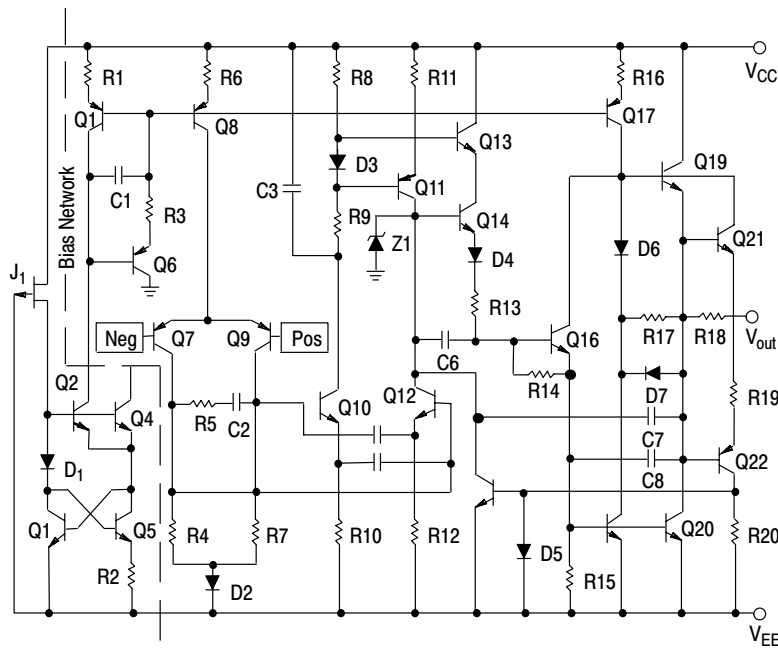 R1
R6
R8
R11
R16
VCC
Q1
Q8
Q17
Q13
Q19
D3
Q11
C1
C3
R3
R9
Q14
Q21
Bias Network
Z1
D4
D6
Q6
J1
R13
Neg
Q7
Q9
Pos
C6
Q16
R17
R18
Vout
R14
Q2
Q4
Q10
Q12
D7
R19
R5
C2
C7
Q22
D1
C8
Q1
Q5
R4
R7
R10
R12
D5
Q20
R20
R2
D2
R15
VEE